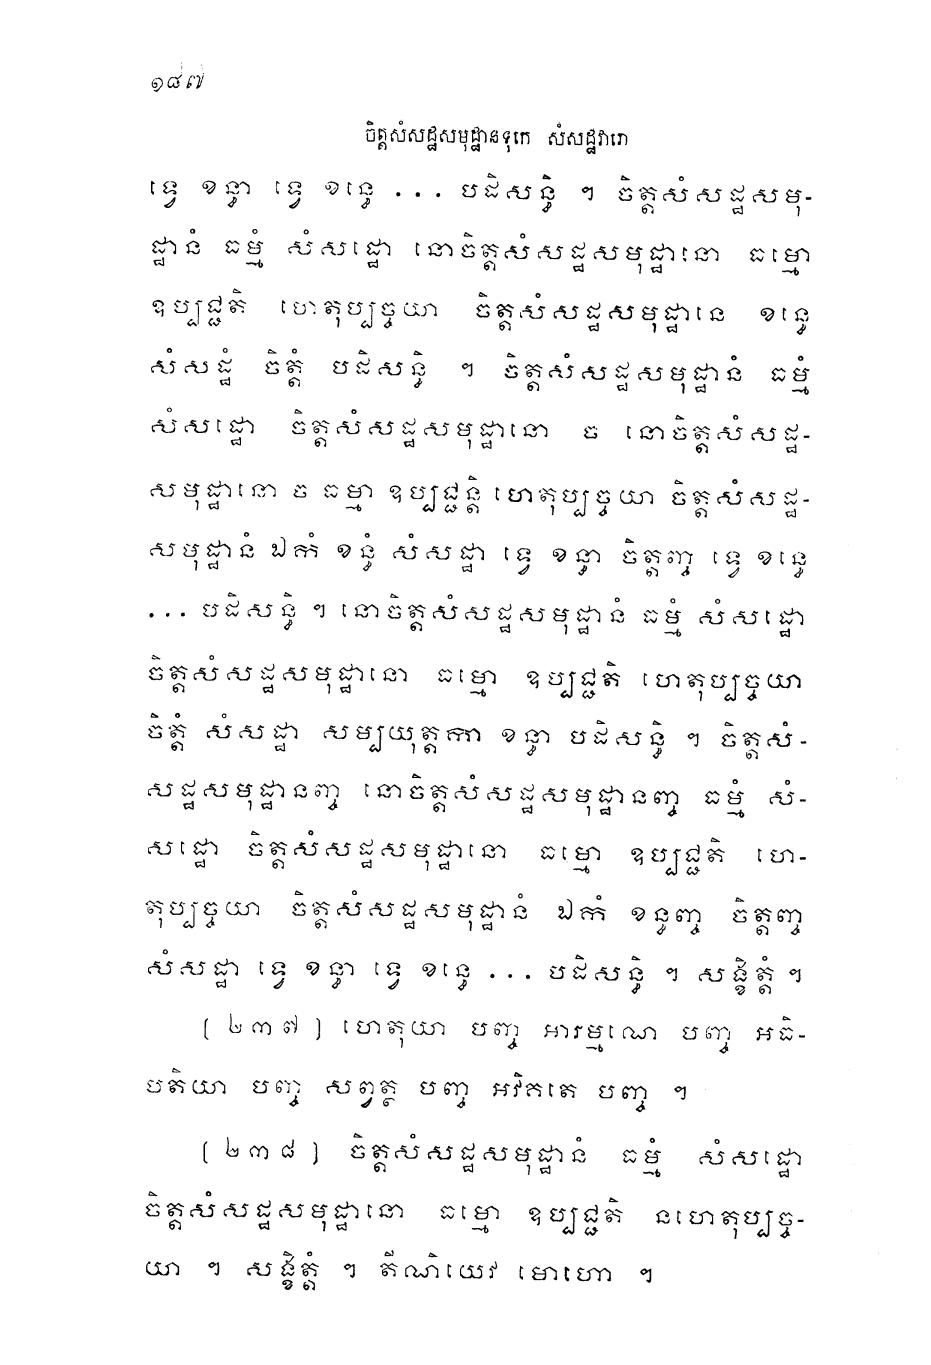 ១៨៧
ចិត្តសំសដ្ឋសមុដ្ឋានទុកេ សំសដ្ឋវារោ
ទ្វេ ខន្ធា ទ្វេ ខន្ធេ ... បដិសន្ធិ ។ ចិត្តសំសដ្ឋសមុ-
ដ្ឋានំ ធម្មំ សំសដ្ឋោ នោចិត្តសំសដ្ឋសមុដ្ឋានោ ធម្មោ
ឧប្បជ្ជតិ ហេតុប្បច្ចយា ចិត្តសំសដ្ឋសមុដ្ឋានេ ខន្ធេ
សំសដ្ឋំ ចិត្តំ បដិសន្ធិ ។ ចិត្តសំសដ្ឋសមុដ្ឋានំ ធម្មំ
សំសដ្ឋោ ចិត្តសំសដ្ឋសមុដ្ឋានោ ច នោចិត្តសំសដ្ឋ-
សមុដ្ឋានោ ច ធម្មា ឧប្បជ្ជន្តិ ហេតុប្បច្ចយា ចិត្តសំសដ្ឋ-
សមុដ្ឋានំ ឯកំ ខន្ធំ សំសដ្ឋា ទ្វេ ខន្ធា ចិត្តញ្ច ទ្វេ ខន្ធេ
... បដិសន្ធិ ។ នោចិត្តសំសដ្ឋសមុដ្ឋានំ ធម្មំ សំសដ្ឋោ
ចិត្តសំសដ្ឋសមុដ្ឋានោ ធម្មោ ឧប្បជ្ជតិ ហេតុប្បច្ចយា
ចិត្តំ សំសដ្ឋា សម្បយុត្តកា ខន្ធា បដិសន្ធិ ។ ចិត្តសំ-
សដ្ឋសមុដ្ឋានញ្ច នោចិត្តសំសដ្ឋសមុដ្ឋានញ្ច ធម្មំ សំ-
សដ្ឋោ ចិត្តសំសដ្ឋសមុដ្ឋានោ ធម្មោ ឧប្បជ្ជតិ ហេ-
តុប្បច្ចយា ចិត្តសំសដ្ឋសមុដ្ឋានំ ឯកំ ខន្ធញ្ច ចិត្តញ្ច
សំសដ្ឋា ទ្វេ ខន្ធា ទ្វេ ខន្ធេ ... បដិសន្ធិ ។ សង្ខិត្តំ ។
(២៣៧) ហេតុយា បញ្ច អារម្មណេ បញ្ច អធិ-
បតិយា បញ្ច សព្វត្ថ បញ្ច អវិកតេ បញ្ច ។
(២៣៨) ចិត្តសំសដ្ឋសមុដ្ឋានំ ធម្មំ សំសដ្ឋោ
ចិត្តសំសដ្ឋសមុដ្ឋានោ ធម្មោ ឧប្បជ្ជតិ នហេតុប្បច្ច-
យា ។ សង្ខិត្តំ ។ តីណិយេវ មោហោ ។